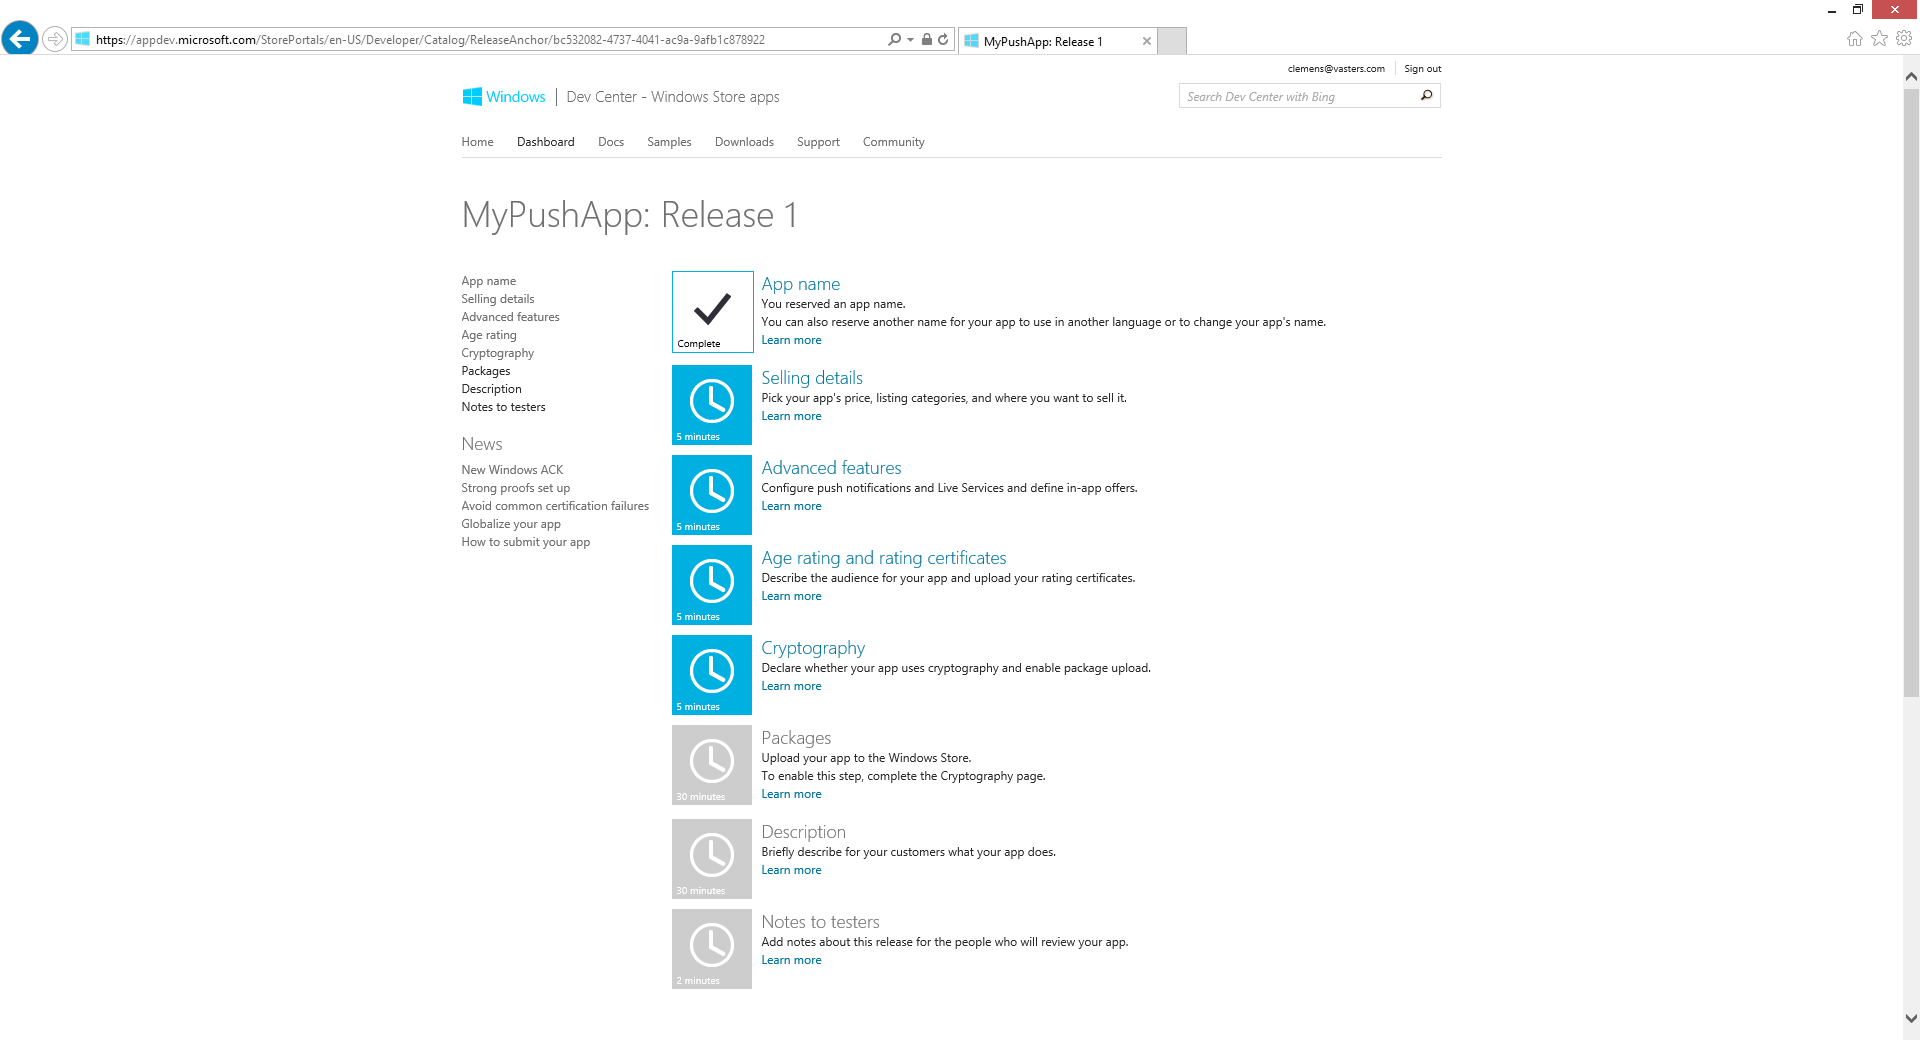 https://appdev.microsoft.com/StorePortals/en-US/Developer/Catalog/ReleaseAnchor/bc532082-4737-4041-ac9a-9afb1c878922
MyPushApp: Release 1
clemens@vasters.com
Sign out
Windows
Dev Center - Windows Store apps
Search Dev Center with Bing
Home Dashboard Docs Samples Downloads Support Community
MyPushApp: Release 1
App name
Selling details
Advanced features
Age rating
Cryptography
Packages
Description
Notes to testers
News
New Windows ACK
Strong proofs set up
Avoid common certification failures
Globalize your app
How to submit your app
Complete
App name
You reserved an app name.
You can also reserve another name for your app to use in another language or to change your app's name.
Learn more
5 minutes
Selling details
Pick your app's price, listing categories, and where you want to sell it.
Learn more
5 minutes
Advanced features
Configure push notifications and Live Services and define in-app offers.
Learn more
5 minutes
Age rating and rating certificates
Describe the audience for your app and upload your rating certificates.
Learn more
5 minutes
Cryptography
Declare whether your app uses cryptography and enable package upload.
Learn more
30 minutes
Packages
Upload your app to the Windows Store.
To enable this step, complete the Cryptography page.
Learn more
30 minutes
Description
Briefly describe for your customers what your app does.
Learn more
2 minutes
Notes to testers
Add notes about this release for the people who will review your app.
Learn more